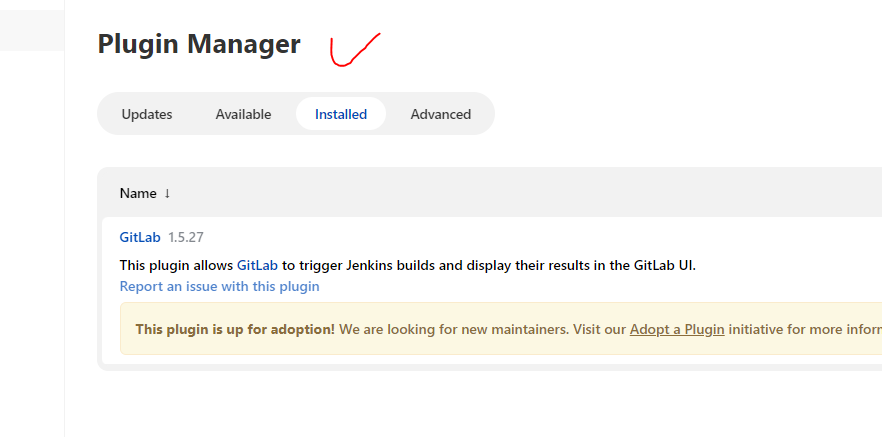 Plugin Manager
Updates Available Installed Advanced
Name ↓
GitLab 1.5.27
This plugin allows GitLab to trigger Jenkins builds and display their results in the GitLab UI.
Report an issue with this plugin
This plugin is up for adoption! We are looking for new maintainers. Visit our Adopt a Plugin initiative for more inforn